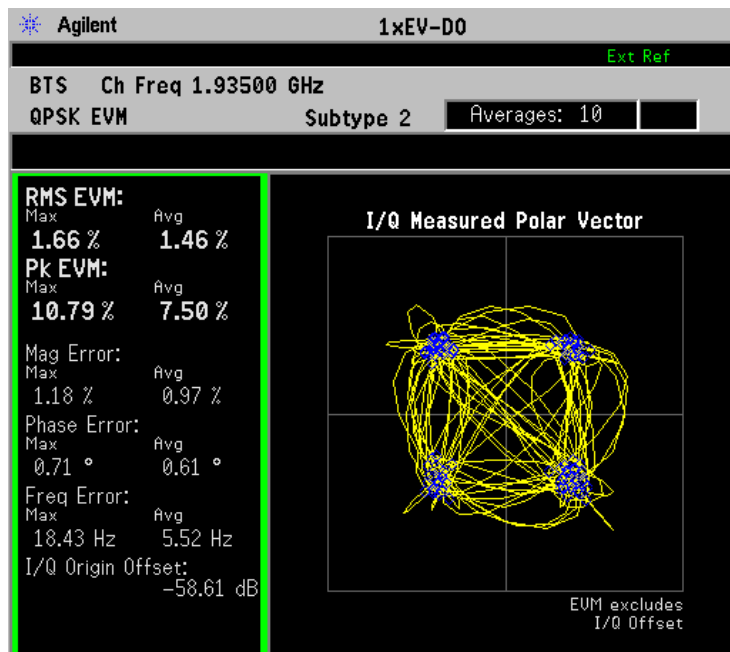 Agilent 1xEV-DO
Ext Ref
BTS Ch Freq 1.93500 GHz
QPSK EVM Subtype 2 Averages: 10
RMS EVM:
Max Avg
1.66 % 1.46 %
Pk EVM:
Max Avg
10.79 % 7.50 %
Mag Error:
Max Avg
1.18 % 0.97 %
Phase Error:
Max Avg
0.71 ° 0.61 °
Freq Error:
Max Avg
18.43 Hz 5.52 Hz
I/Q Origin Offset:
-58.61 dB
I/Q Measured Polar Vector
EVM excludes
I/Q Offset